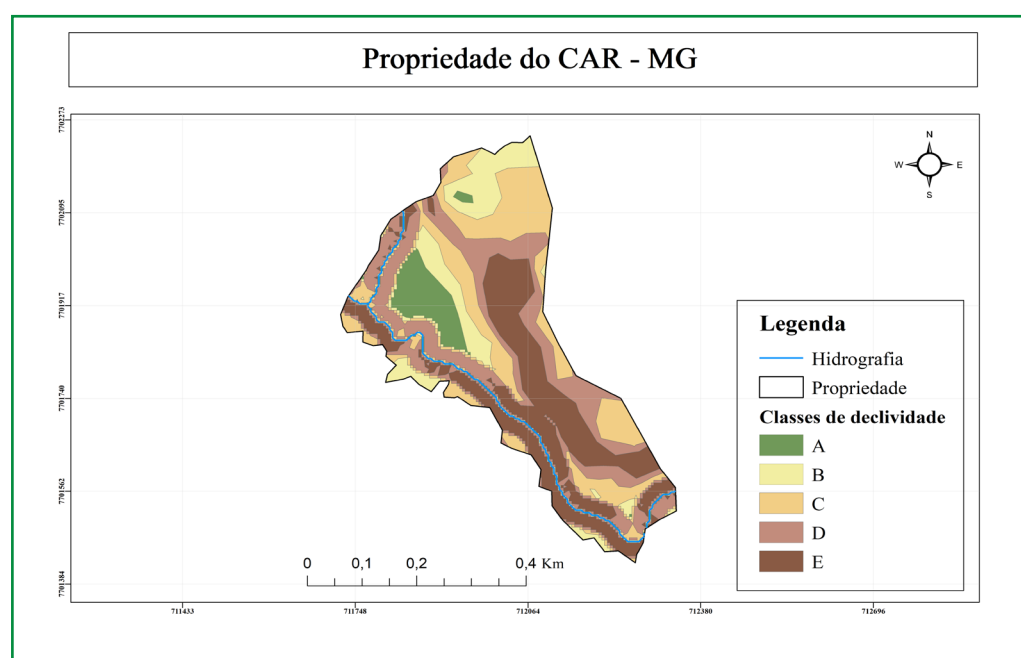 Propriedade do CAR - MG
7702273
7702095
7701917
7701740
7701562
7701384
N
W
E
S
Legenda
Hidrografia
Propriedade
Classes de declividade
A
B
C
D
E
0 0,1 0,2 0,4 Km
711433 711748 712064 712380 712696